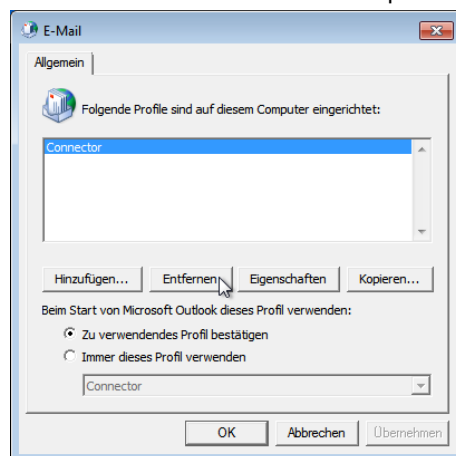 E-Mail
Allgemein
Folgende Profile sind auf diesem Computer eingerichtet:
Connector
Hinzufügen... Entfernen Eigenschaften Kopieren...
Beim Start von Microsoft Outlook dieses Profil verwenden:
Zu verwendendes Profil bestätigen
Immer dieses Profil verwenden
Connector
OK Abbrechen Übernehmen